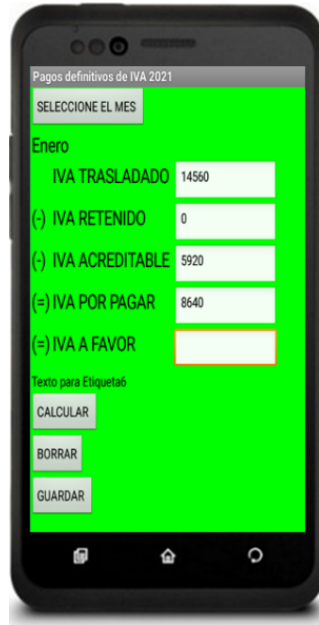 Pagos definitivos de IVA 2021
SELECCIONE EL MES
Enero
IVA TRASLADADO 14560
(-) IVA RETENIDO 0
(-) IVA ACREDITABLE 5920
(=) IVA POR PAGAR 8640
(=) IVA A FAVOR
Texto para Etiqueta6
CALCULAR
BORRAR
GUARDAR